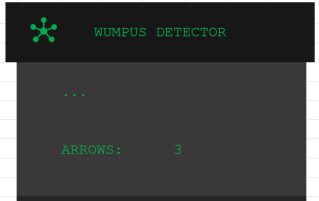 WUMPUS DETECTOR
...
ARROWS: 3